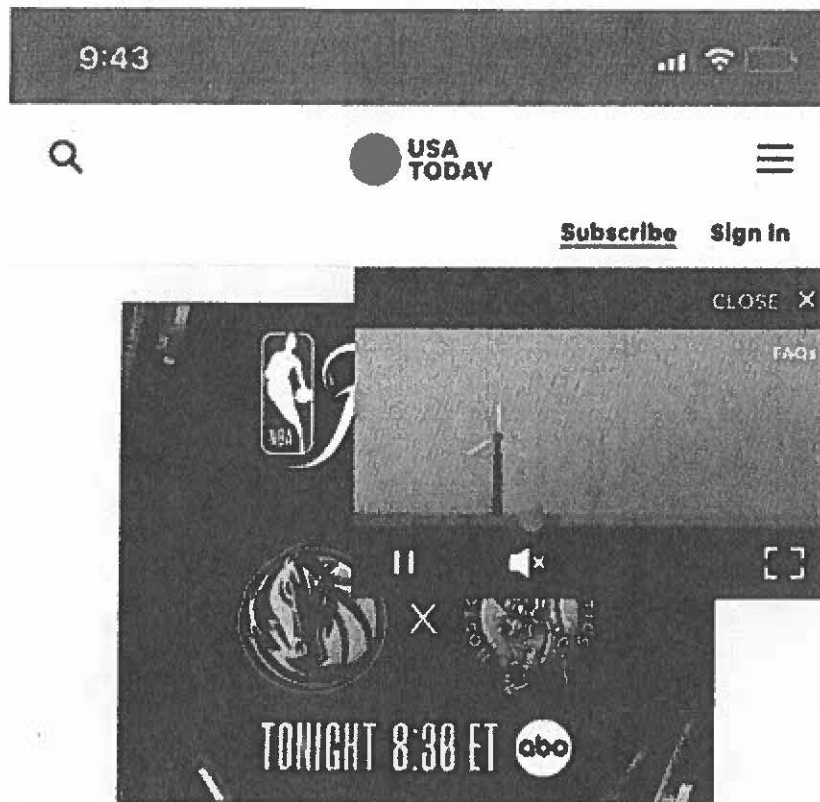 9:43
USA
TODAY
Subscribe Sign In
CLOSE ×
FAQs
NBA
TONIGHT 8:30 ET abc